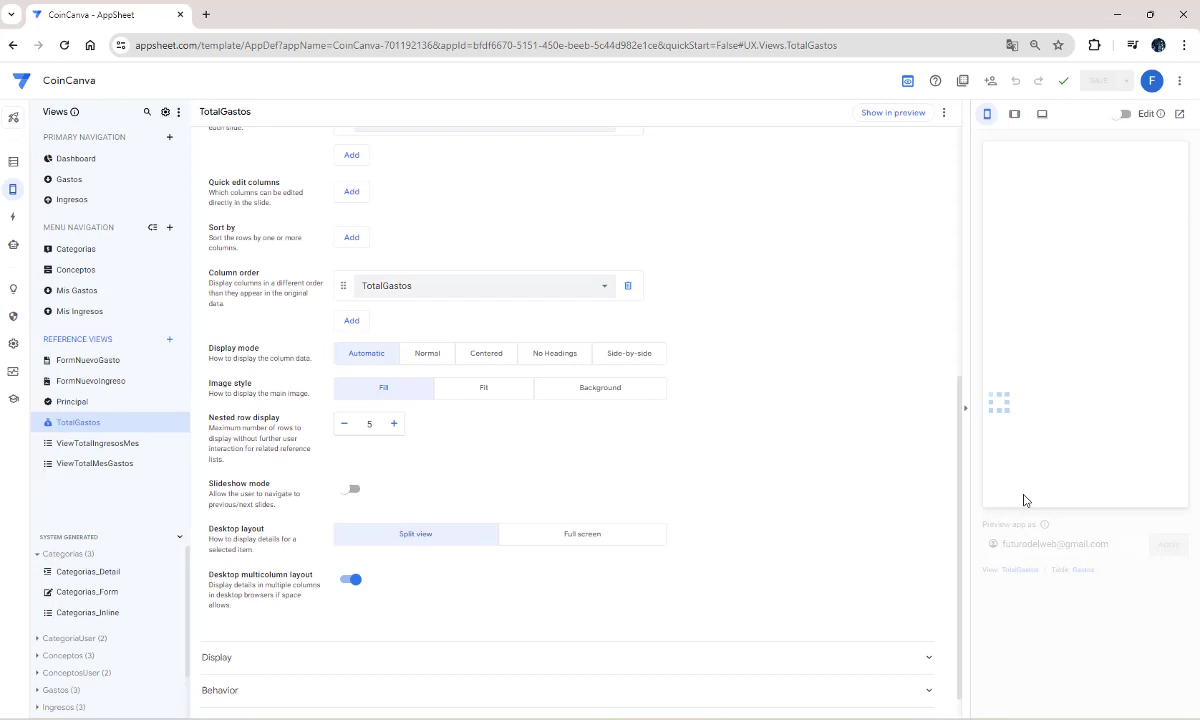 CoinCanva - AppSheet
appsheet.com/template/AppDef?appName=CoinCanva-701192136&appId=bfdf6670-5151-450e-beeb-5c44d982e1ce&quickStart=False#UX.Views.TotalGastos
CoinCanva
SAVE
F
Views
PRIMARY NAVIGATION
Dashboard
Gastos
Ingresos
MENU NAVIGATION
Categorias
Conceptos
Mis Gastos
Mis Ingresos
REFERENCE VIEWS
FormNuevoGasto
FormNuevoIngreso
Principal
TotalGastos
ViewTotalIngresosMes
ViewTotalMesGastos
SYSTEM GENERATED
Categorias (3)
Categorias_Detail
Categorias_Form
Categorias_Inline
CategoriaUser (2)
Conceptos (3)
ConceptosUser (2)
Gastos (3)
Ingresos (3)
TotalGastos
Show in preview
each slide.
Add
Quick edit columns
Which columns can be edited
directly in the slide.
Add
Sort by
Sort the rows by one or more
columns.
Add
Column order
Display columns in a different order
than they appear in the original
data.
TotalGastos
Add
Display mode
How to display the column data.
Automatic Normal Centered No Headings Side-by-side
Image style
How to display the main image.
Fill Fit Background
Nested row display
Maximum number of rows to
display without further user
interaction for related reference
lists.
5
Slideshow mode
Allow the user to navigate to
previous/next slides.
Desktop layout
How to display details for a
selected item.
Split view Full screen
Desktop multicolumn layout
Display details in multiple columns
in desktop browsers if space
allows.
Display
Behavior
Edit
Preview app as
futurodelweb@gmail.com
Apply
View: TotalGastos | Table: Gastos